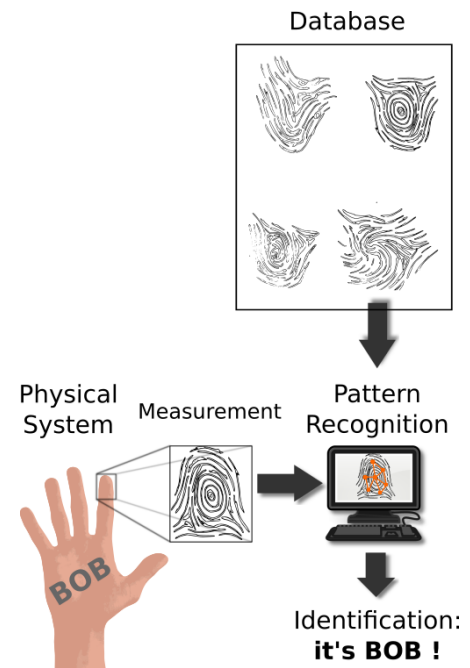 Database
Physical
System
Measurement
Pattern
Recognition
BOB
Identification:
it's BOB !